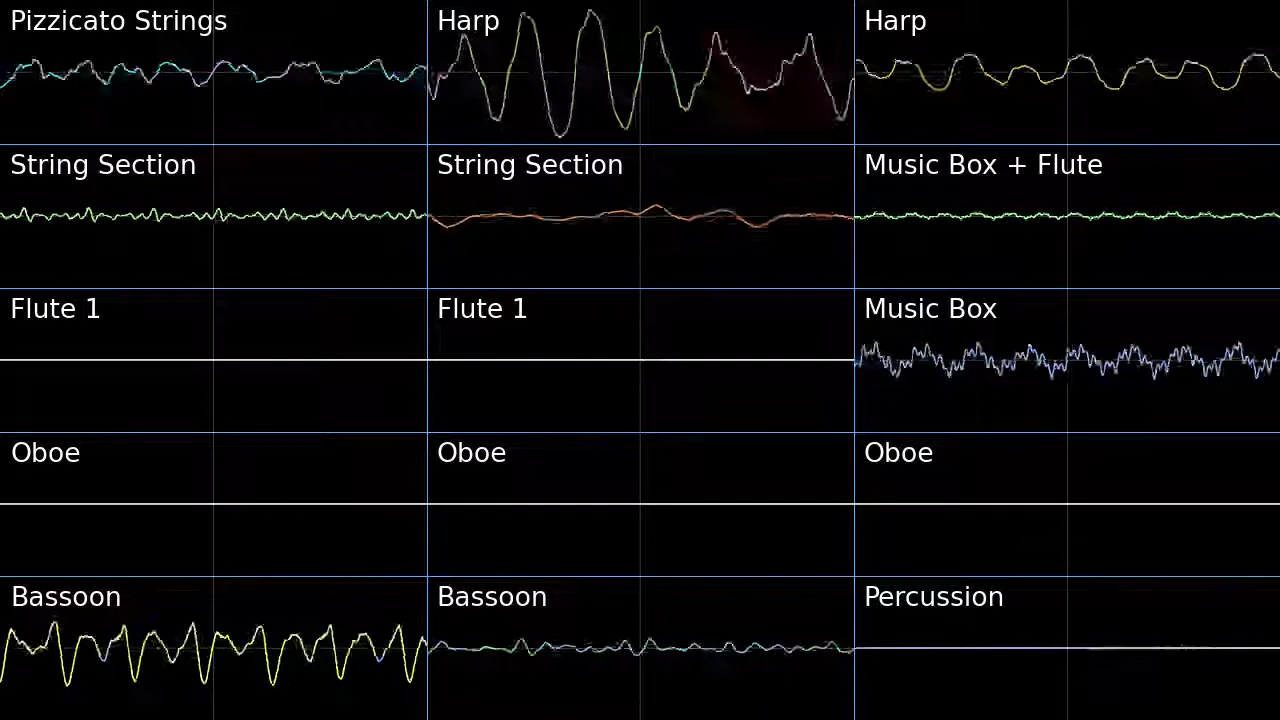 Pizzicato Strings
Harp
Harp
String Section
String Section
Music Box + Flute
Flute 1
Flute 1
Music Box
Oboe
Oboe
Oboe
Bassoon
Bassoon
Percussion